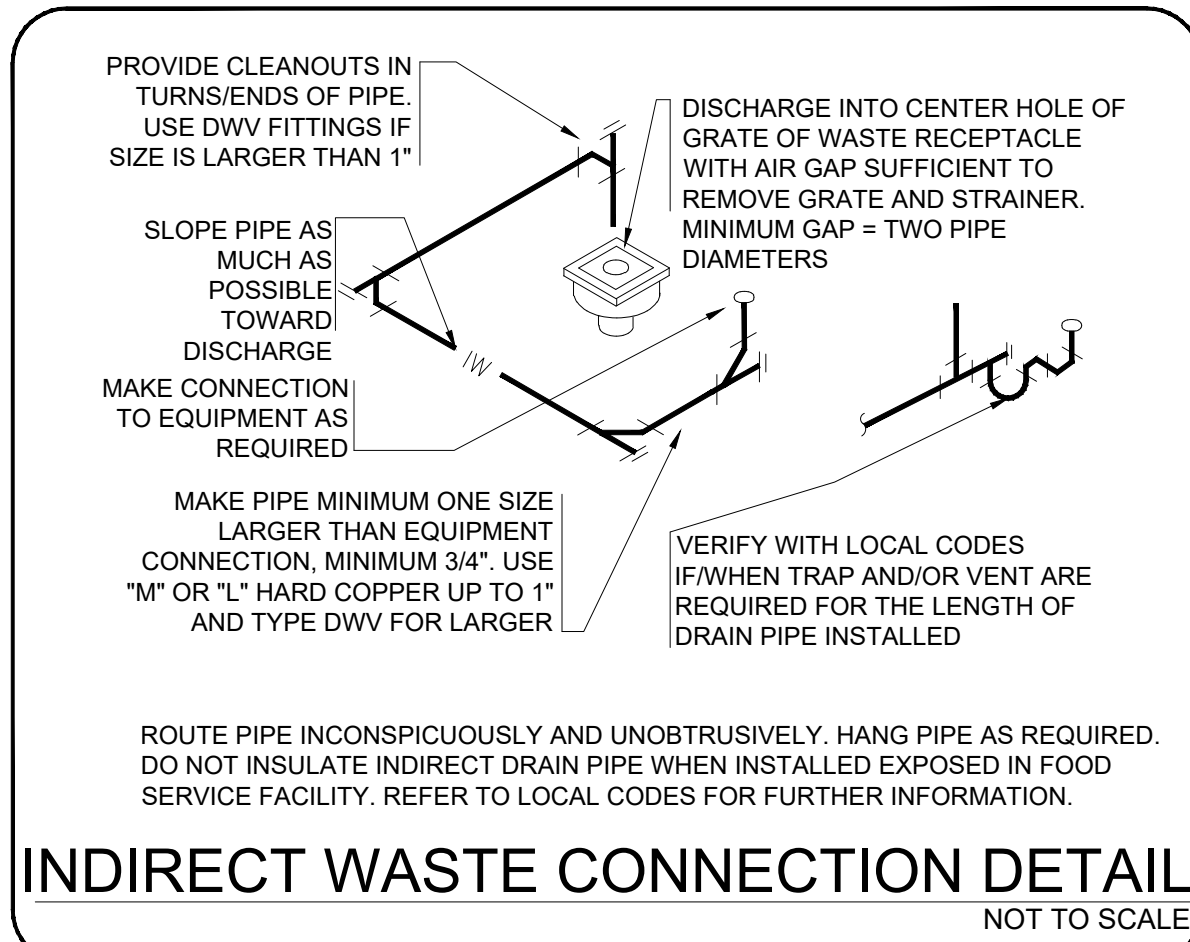 PROVIDE CLEANOUTS IN
TURNS/ENDS OF PIPE.
USE DWV FITTINGS IF
SIZE IS LARGER THAN 1"
DISCHARGE INTO CENTER HOLE OF
GRATE OF WASTE RECEPTACLE
WITH AIR GAP SUFFICIENT TO
REMOVE GRATE AND STRAINER.
MINIMUM GAP = TWO PIPE
DIAMETERS
SLOPE PIPE AS
MUCH AS
POSSIBLE
TOWARD
DISCHARGE
IW
MAKE CONNECTION
TO EQUIPMENT AS
REQUIRED
MAKE PIPE MINIMUM ONE SIZE
LARGER THAN EQUIPMENT
CONNECTION, MINIMUM 3/4". USE
"M" OR "L" HARD COPPER UP TO 1"
AND TYPE DWV FOR LARGER
VERIFY WITH LOCAL CODES
IF/WHEN TRAP AND/OR VENT ARE
REQUIRED FOR THE LENGTH OF
DRAIN PIPE INSTALLED
ROUTE PIPE INCONSPICUOUSLY AND UNOBTRUSIVELY. HANG PIPE AS REQUIRED.
DO NOT INSULATE INDIRECT DRAIN PIPE WHEN INSTALLED EXPOSED IN FOOD
SERVICE FACILITY. REFER TO LOCAL CODES FOR FURTHER INFORMATION.
INDIRECT WASTE CONNECTION DETAIL
NOT TO SCALE